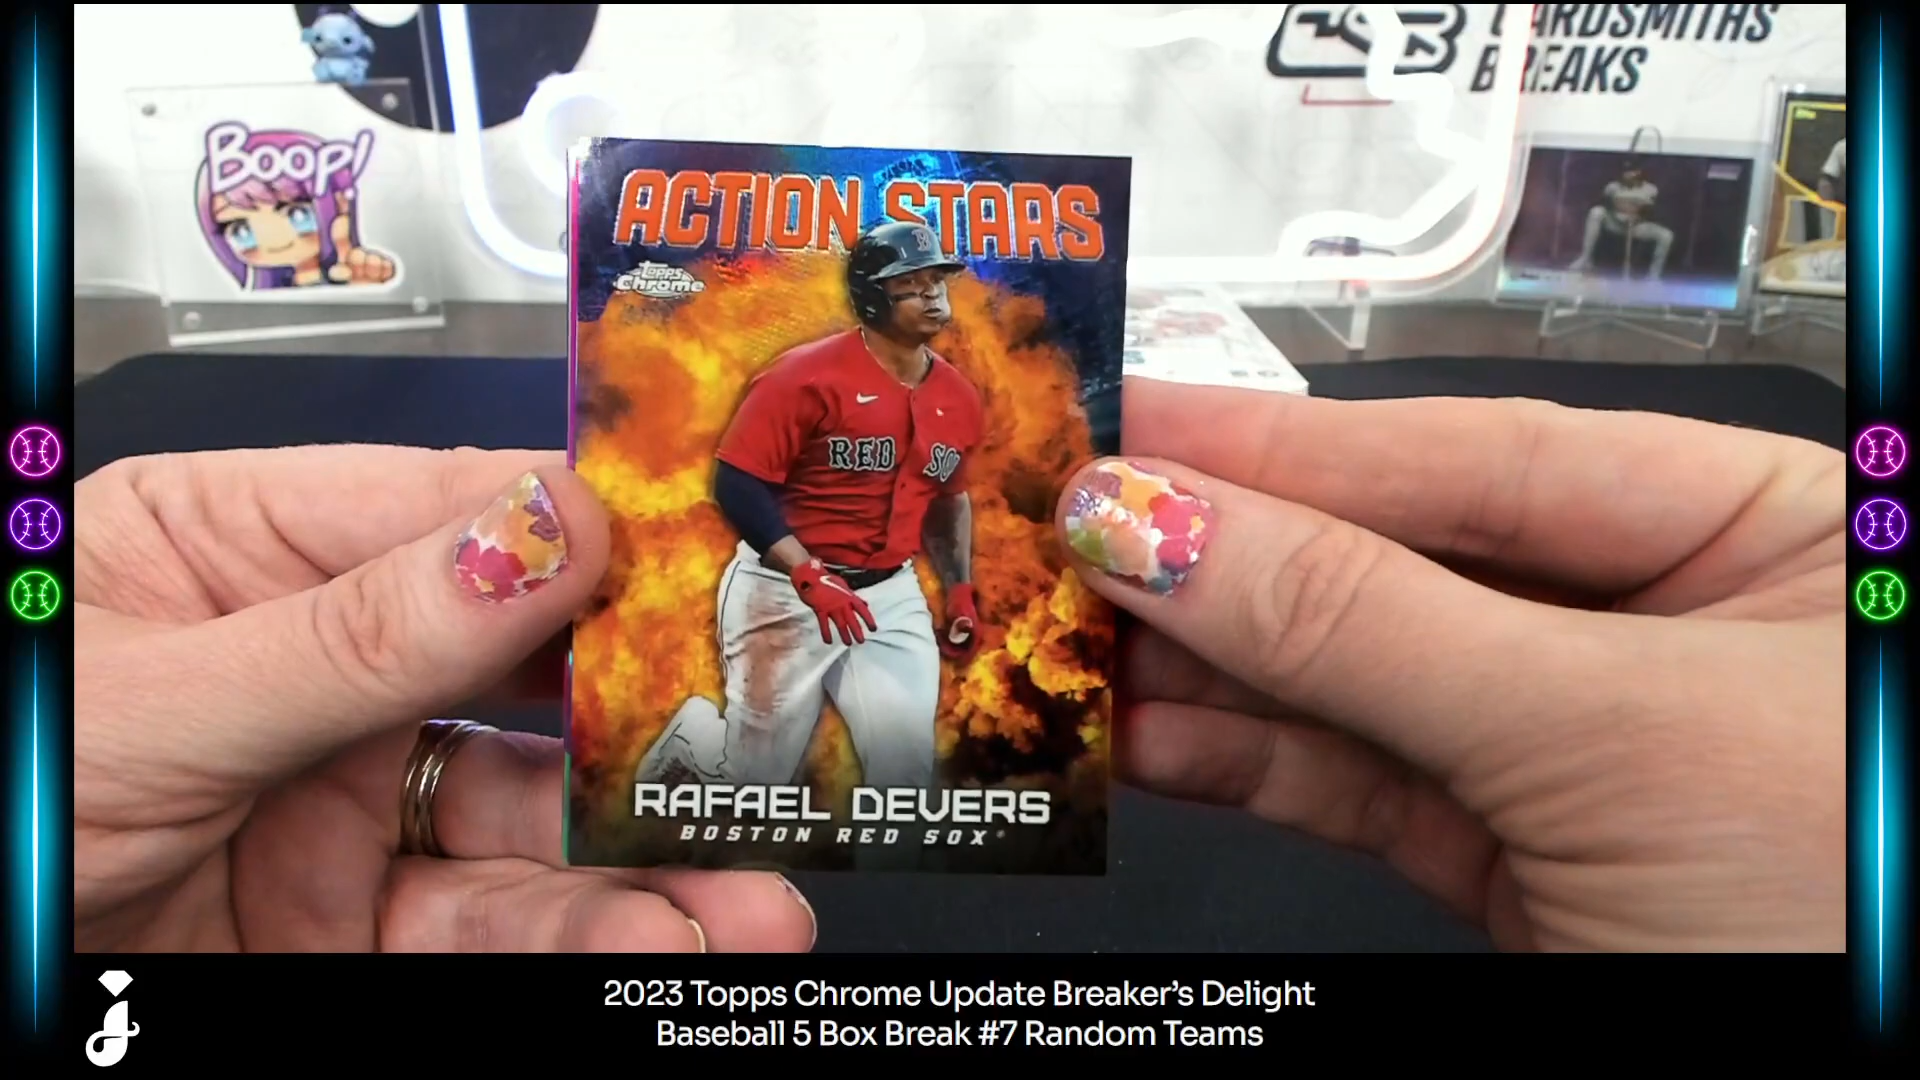 CARDSMITHS
BREAKS
BOOP!
ACTION STARS
Topps
Chrome
B
RED SOX
RAFAEL DEVERS
BOSTON RED SOX
2023 Topps Chrome Update Breaker's Delight
Baseball 5 Box Break #7 Random Teams